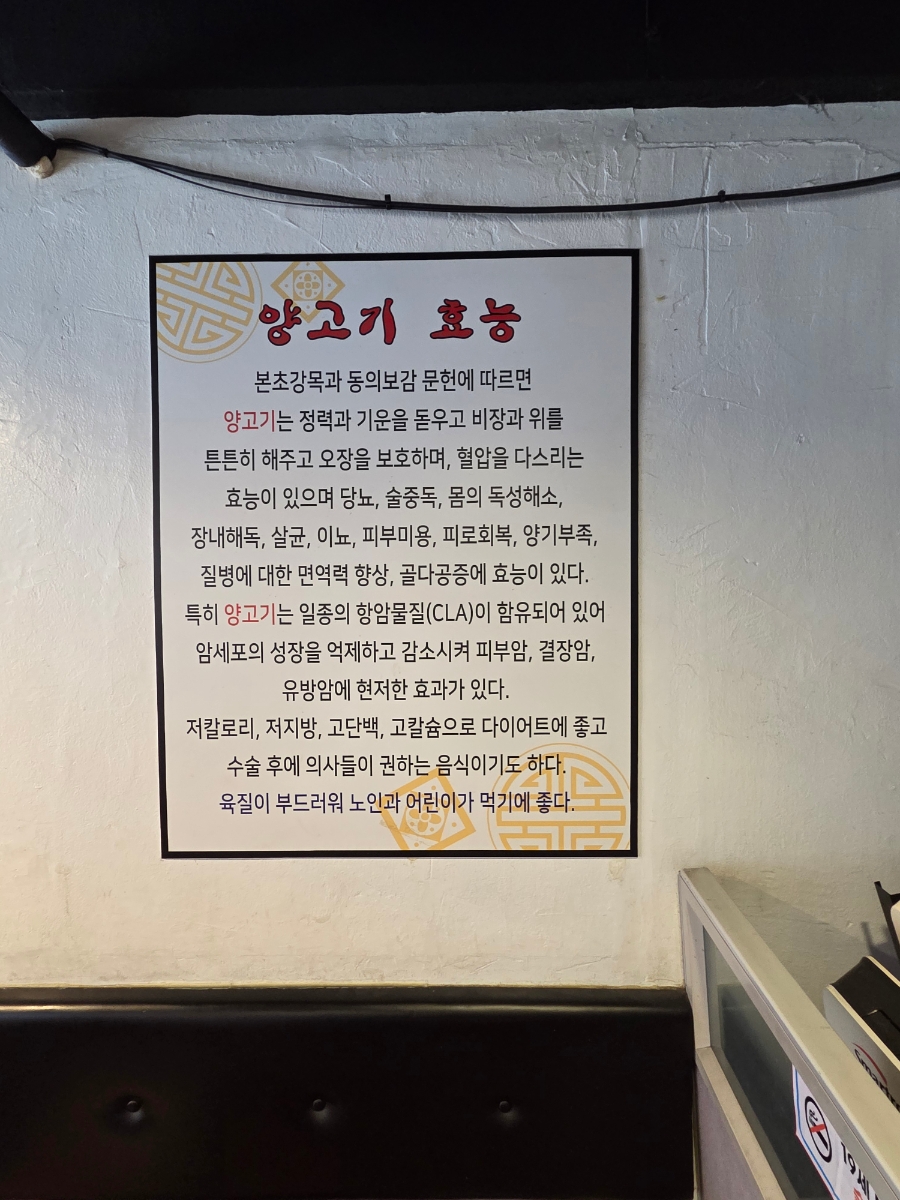 양고기 효능
본초강목과 동의보감 문헌에 따르면
양고기는 정력과 기운을 돋우고 비장과 위를
튼튼히 해주고 오장을 보호하며, 혈압을 다스리는
효능이 있으며 당뇨, 술중독, 몸의 독성해소,
장내해독, 살균, 이뇨, 피부미용, 피로회복, 양기부족,
질병에 대한 면역력 향상, 골다공증에 효능이 있다.
특히 양고기는 일종의 항암물질(CLA)이 함유되어 있어
암세포의 성장을 억제하고 감소시켜 피부암, 결장암,
유방암에 현저한 효과가 있다.
저칼로리, 저지방, 고단백, 고칼슘으로 다이어트에 좋고
수술 후에 의사들이 권하는 음식이기도 하다.
육질이 부드러워 노인과 어린이가 먹기에 좋다.
19세